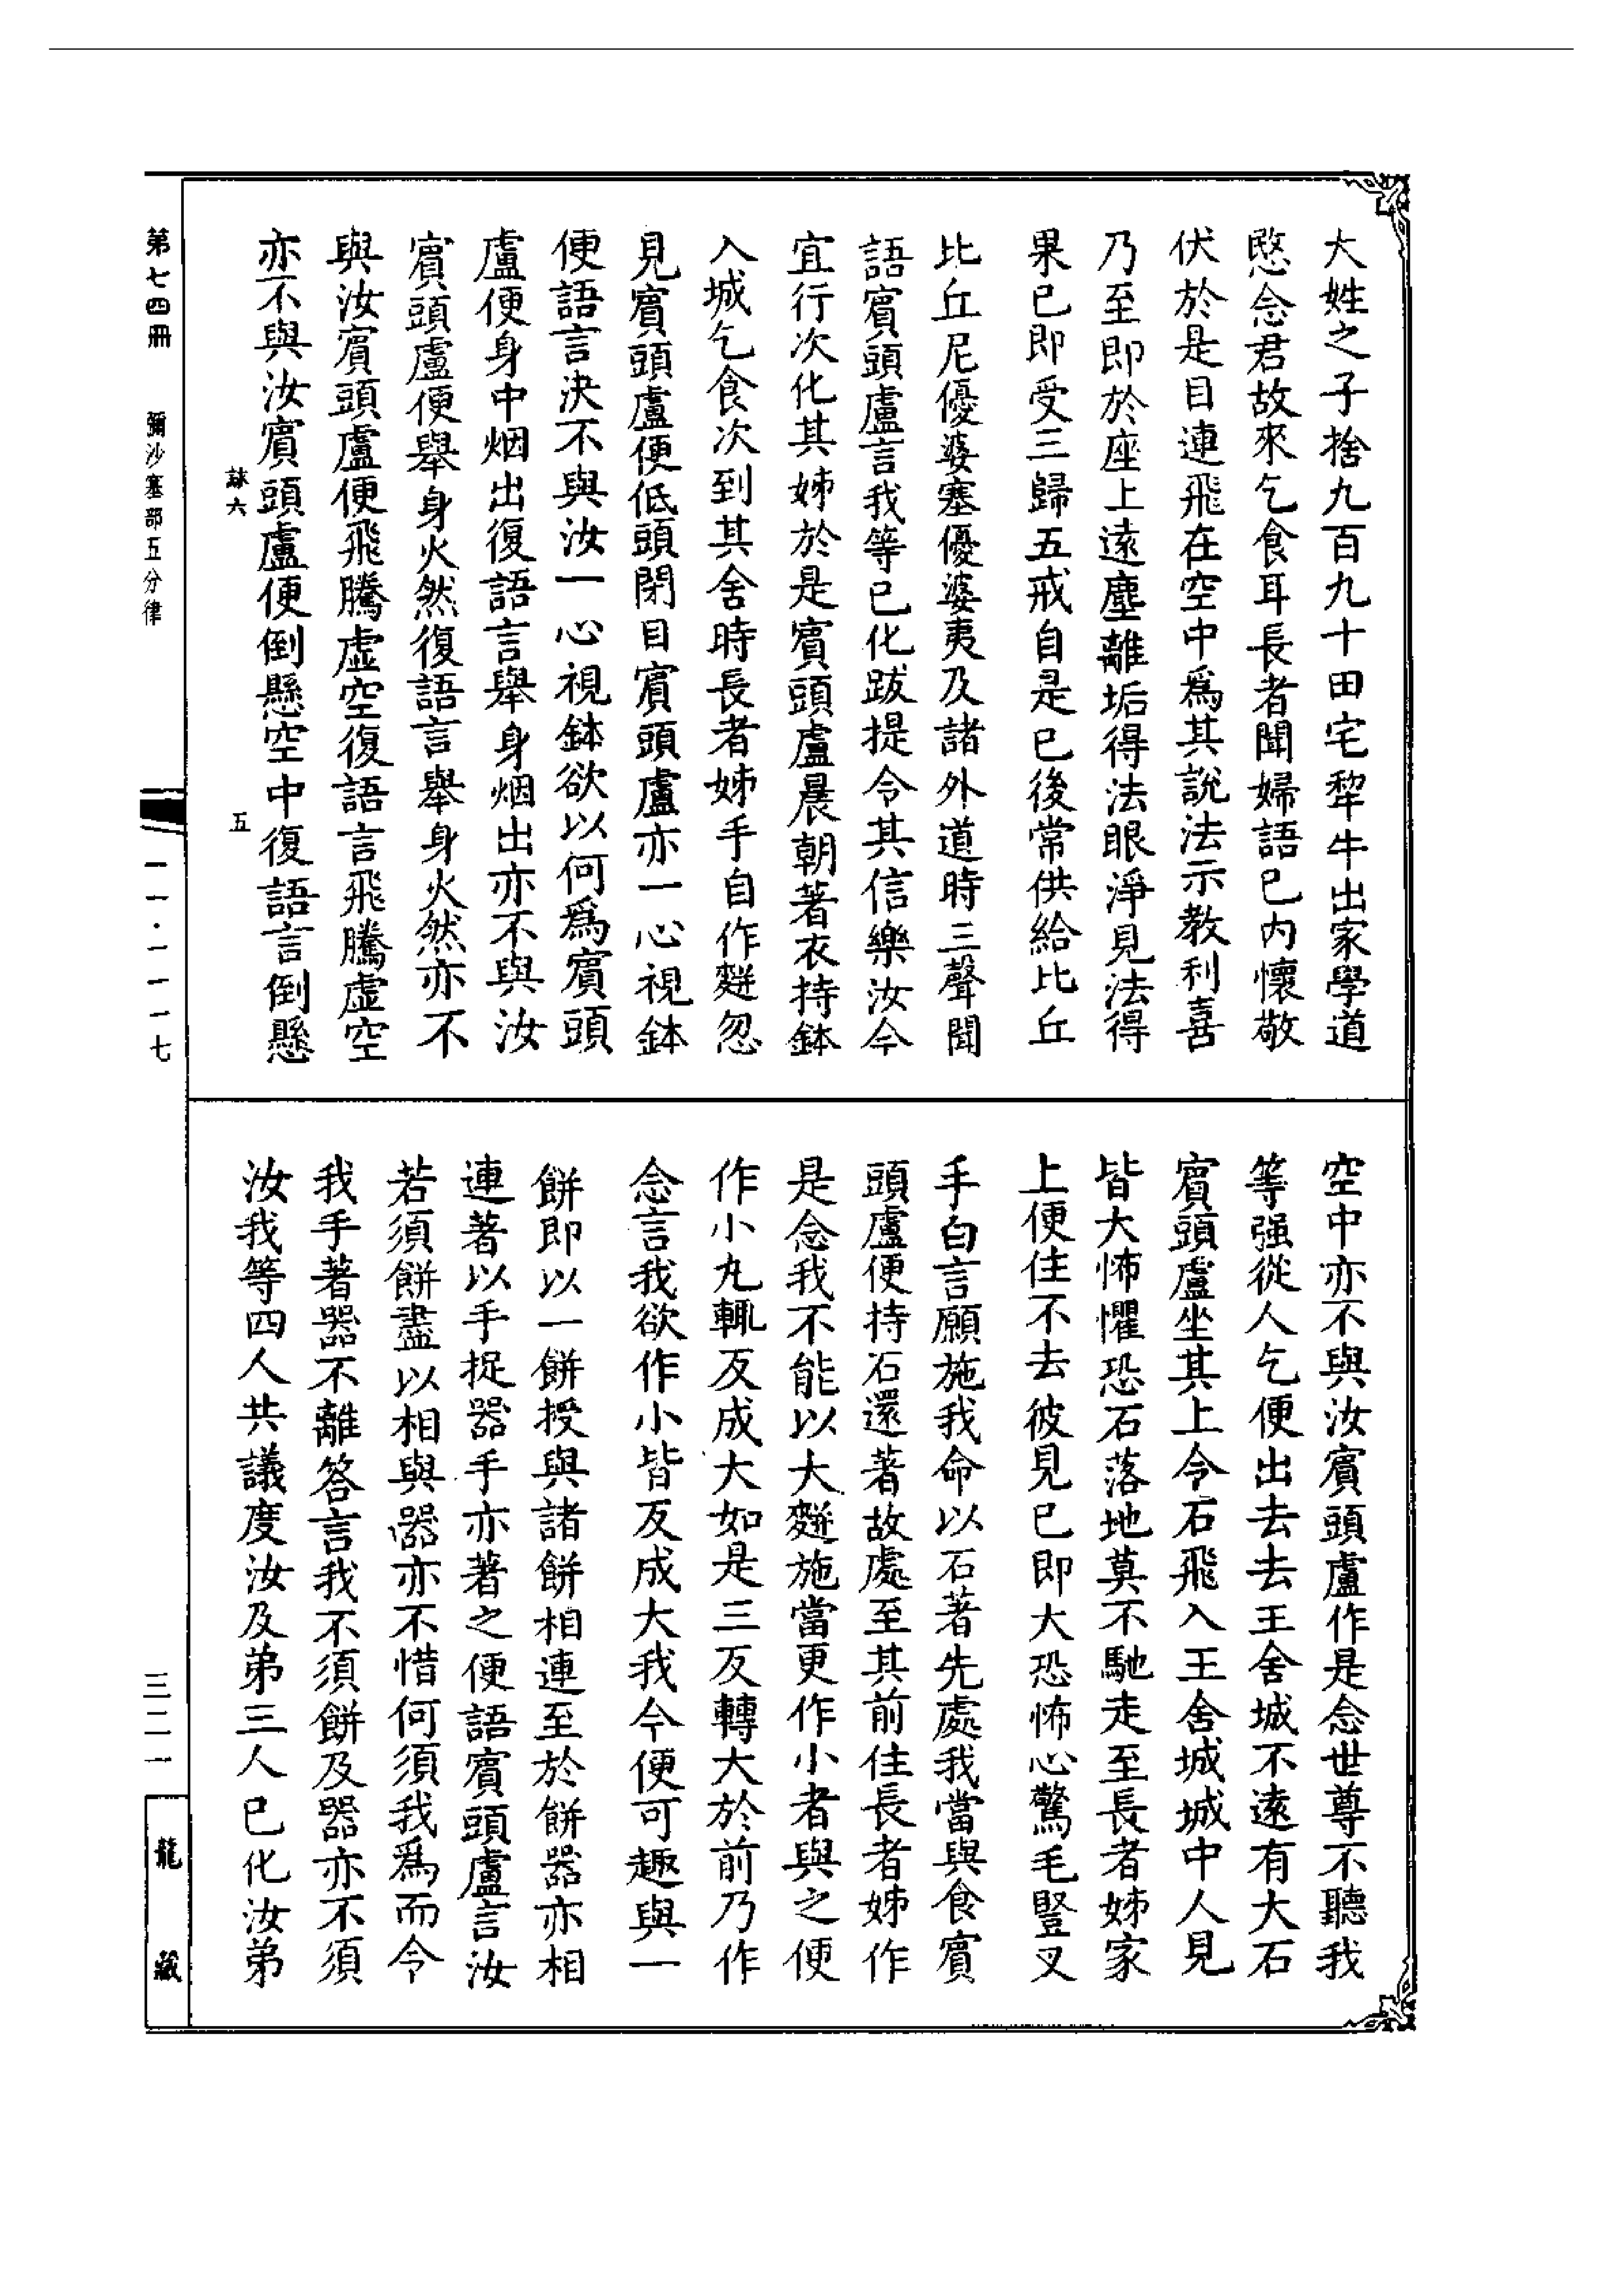 大姓之子捨九百九十田宅犂牛出家學道
愍念君故來乞食耳長者聞婦語已內懷敬
伏於是目連飛在空中爲其說法示教利喜
乃至即於座上遠塵離垢得法眼淨見法得
果已即受三歸五戒自是已後常供給比丘
比丘尼優婆塞優婆夷及諸外道時三聲聞
語賓頭盧言我等已化跋提令其信樂汝今
宜行次化其姊於是賓頭盧晨朝著衣持鉢
入城乞食次到其舍時長者姊手自作䴵忽
見賓頭盧便低頭閉目賓頭盧亦一心視鉢
便語言決不與汝一心視鉢欲以何爲賓頭
盧便身中烟出復語言舉身烟出亦不與汝
賓頭盧便舉身火然復語言舉身火然亦不
與汝賓頭盧便飛騰虛空復語言飛騰虛空
亦不與汝賓頭盧便倒懸空中復語言倒懸
空中亦不與汝賓頭盧作是念世尊不聽我
等强從人乞便出去去王舍城不遠有大石
賓頭盧坐其上令石飛入王舍城城中人見
皆大怖懼恐石落地莫不馳走至長者姊家
上便住不去彼見已即大恐怖心驚毛豎叉
手白言願施我命以石著先處我當與食賓
頭盧便持石還著故處至其前住長者姊作
是念我不能以大䴵施當更作小者與之便
作小丸輒反成大如是三反轉大於前乃作
念言我欲作小皆反成大我今便可趣與一
餅即以一餅授與諸餅相連至於餅器亦相
連著以手捉器手亦著之便語賓頭盧言汝
若須餅盡以相與器亦不惜何須我爲而令
我手著器不離答言我不須餅及器亦不須
汝我等四人共議度汝及弟三人已化汝弟
第七四冊　彌沙塞部五分律
詠六　五
一一·一一一七
三二一
龍藏